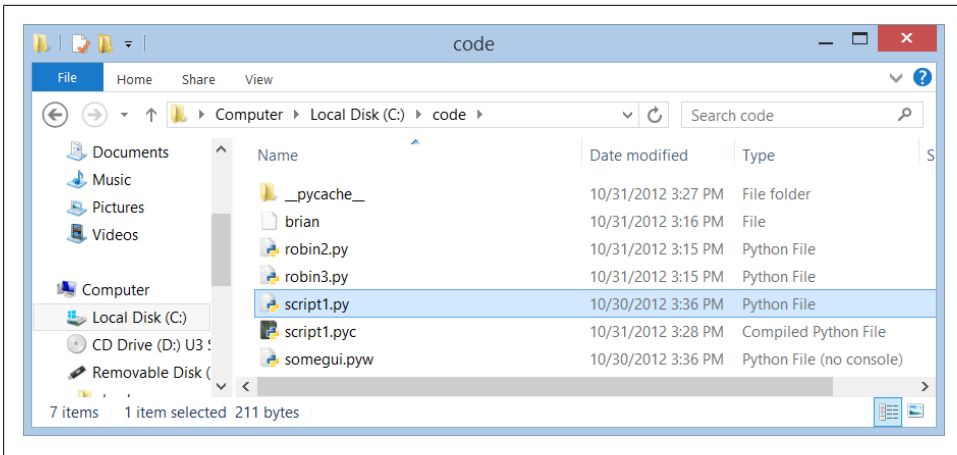 code
File Home Share View
Computer Local Disk (C:) code Search code
Documents
Music
Pictures
Videos
Computer
Local Disk (C:)
CD Drive (D:) U3
Removable Disk (
Name Date modified Type S
__pycache__ 10/31/2012 3:27 PM File folder
brian 10/31/2012 3:16 PM File
robin2.py 10/31/2012 3:15 PM Python File
robin3.py 10/31/2012 3:15 PM Python File
script1.py 10/30/2012 3:36 PM Python File
script1.pyc 10/31/2012 3:28 PM Compiled Python File
somegui.pyw 10/30/2012 3:36 PM Python File (no console)
7 items 1 item selected 211 bytes